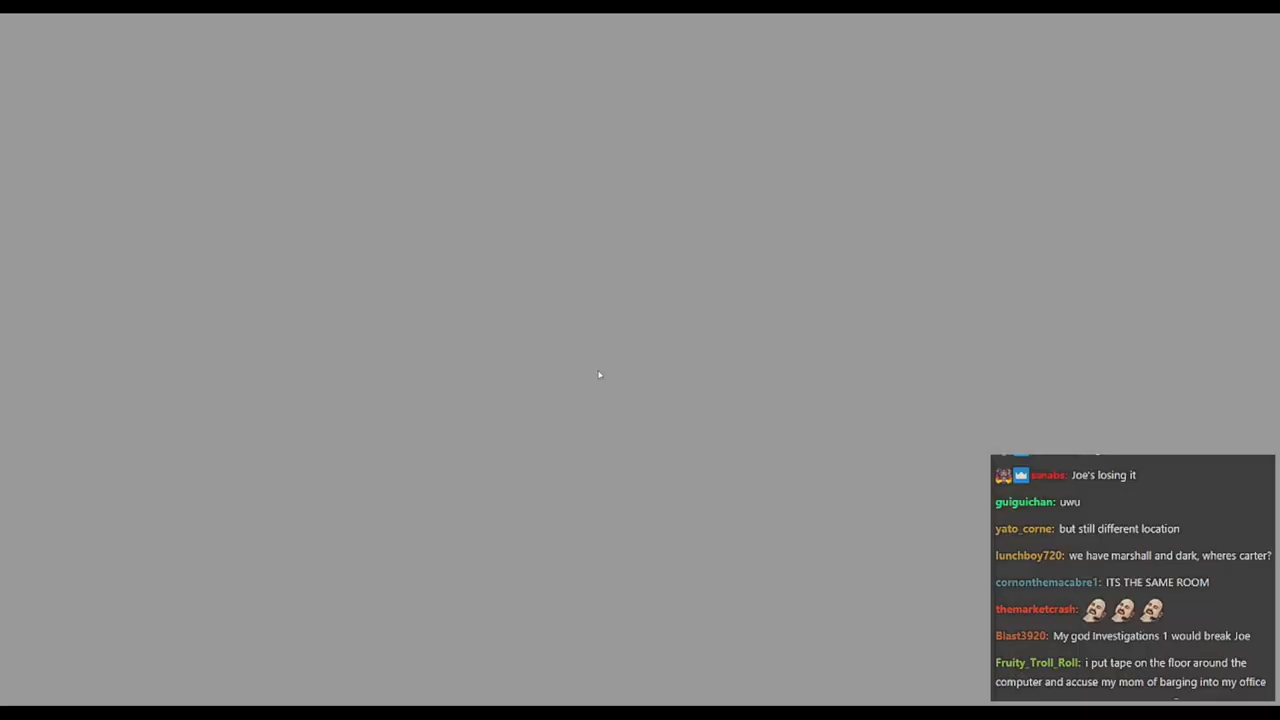 sanabs: Joe's losing it
guiguichan: uwu
yato_corne: but still different location
lunchboy720: we have marshall and dark, wheres carter?
cornonthemacabre1: ITS THE SAME ROOM
themarketcrash:
Blast3920: My god Investigations 1 would break Joe
Fruity_Troll_Roll: i put tape on the floor around the
computer and accuse my mom of barging into my office